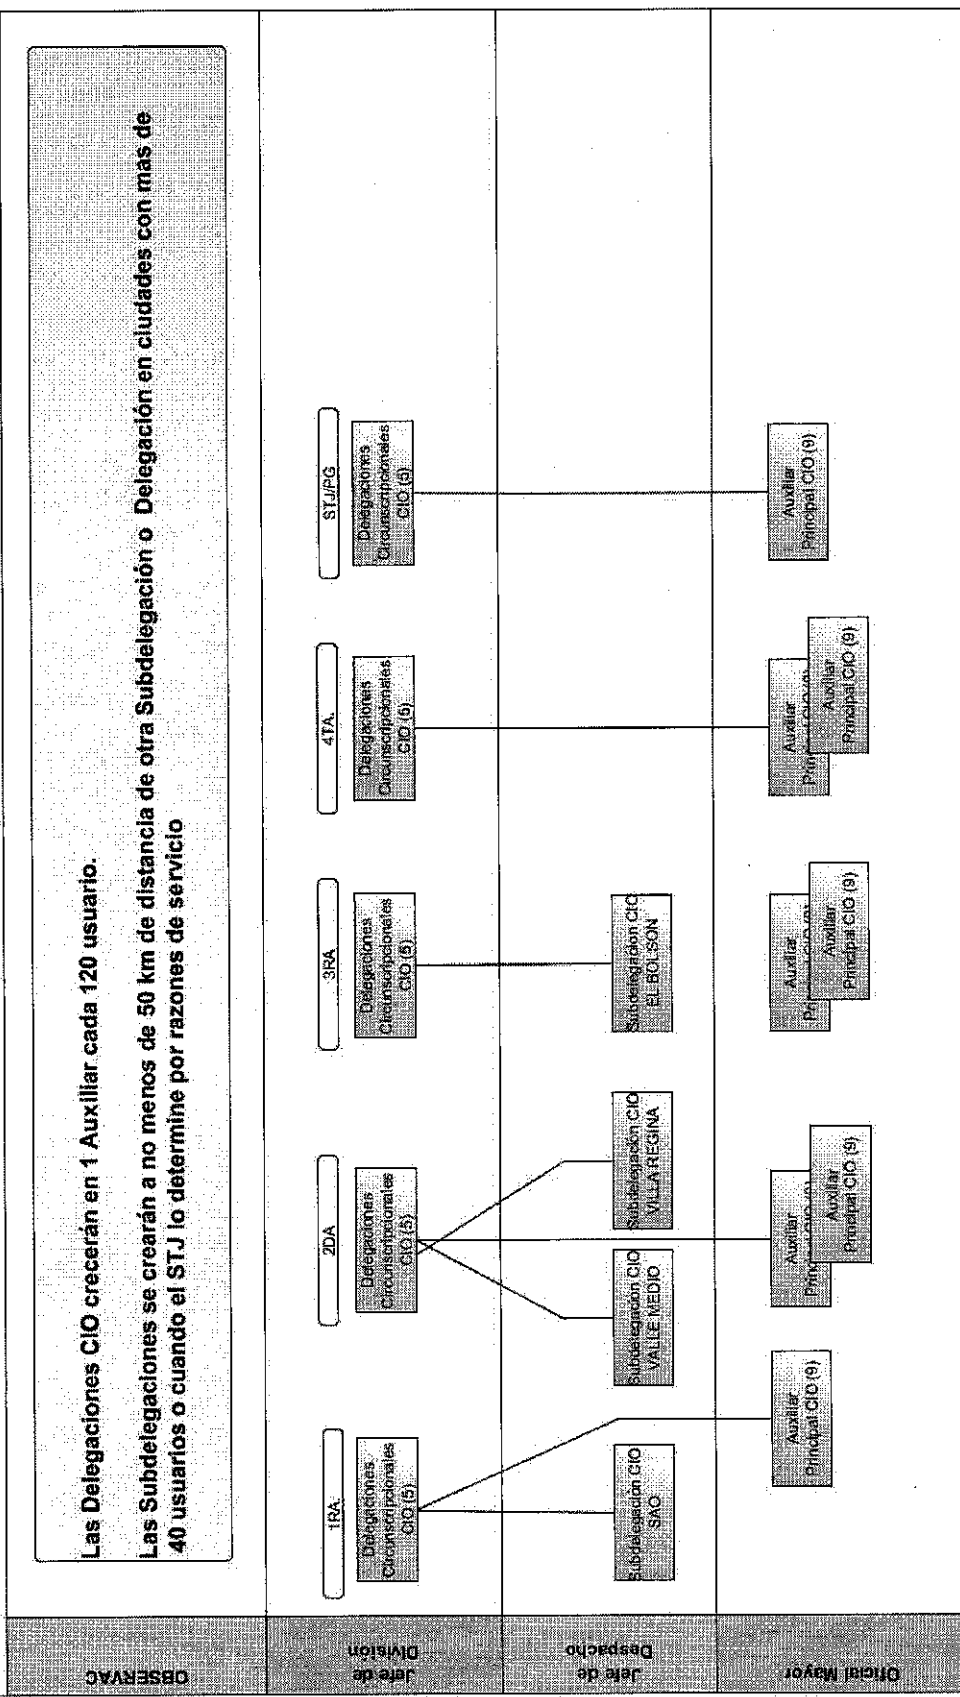 OBSERVAC
Las Delegaciones CIO crecerán en 1 Auxiliar cada 120 usuario.
Las Subdelegaciones se crearán a no menos de 50 km de distancia de otra Subdelegación o Delegación en ciudades con mas de
40 usuarios o cuando el STJ lo determine por razones de servicio
Jefe de
División
1RA.
Delegaciones
Circunscripcionales
CIO (5)
2DA
Delegaciones
Circunscripcionales
CIO (5)
3RA
Delegaciones
Circunscripcionales
CIO (5)
4TA.
Delegaciones
Circunscripcionales
CIO (5)
STJ/PG
Delegaciones
Circunscripcionales
Jefe de
Despacho
Subdelegación CIO
SAO
Subdelegación CIO
VALLE MEDIO
Subdelegación CIO
VILLA REGINA
Subdelegación CIO
EL BOLSON
Oficial Mayor
Auxiliar
Principal CIO (9)
Auxiliar
Auxiliar
Principal CIO (9)
Auxiliar
Auxiliar
Principal CIO (9)
Auxiliar
Auxiliar
Principal CIO (9)
Auxiliar
Principal CIO (9)